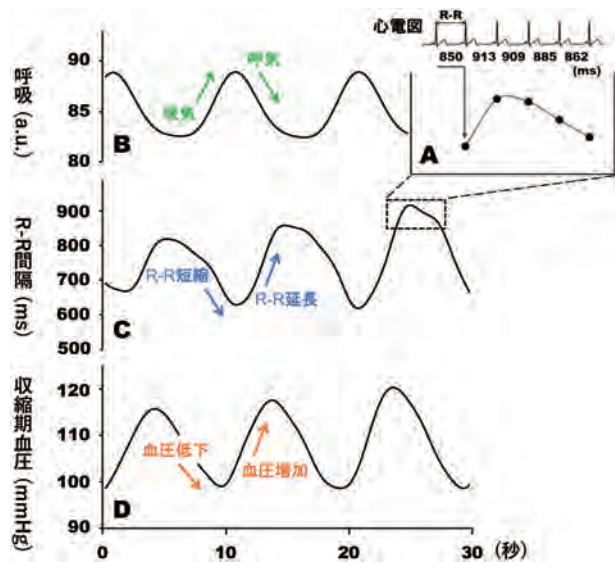 心電図
R-R
850 913 909 885 862
(ms)
A
呼吸 (a.u.)
90
85
80
吸気
呼気
B
R-R間隔 (ms)
900
800
700
600
500
R-R短縮
R-R延長
C
収縮期血圧 (mmHg)
120
110
100
90
血圧低下
血圧増加
D
0 10 20 30 (秒)